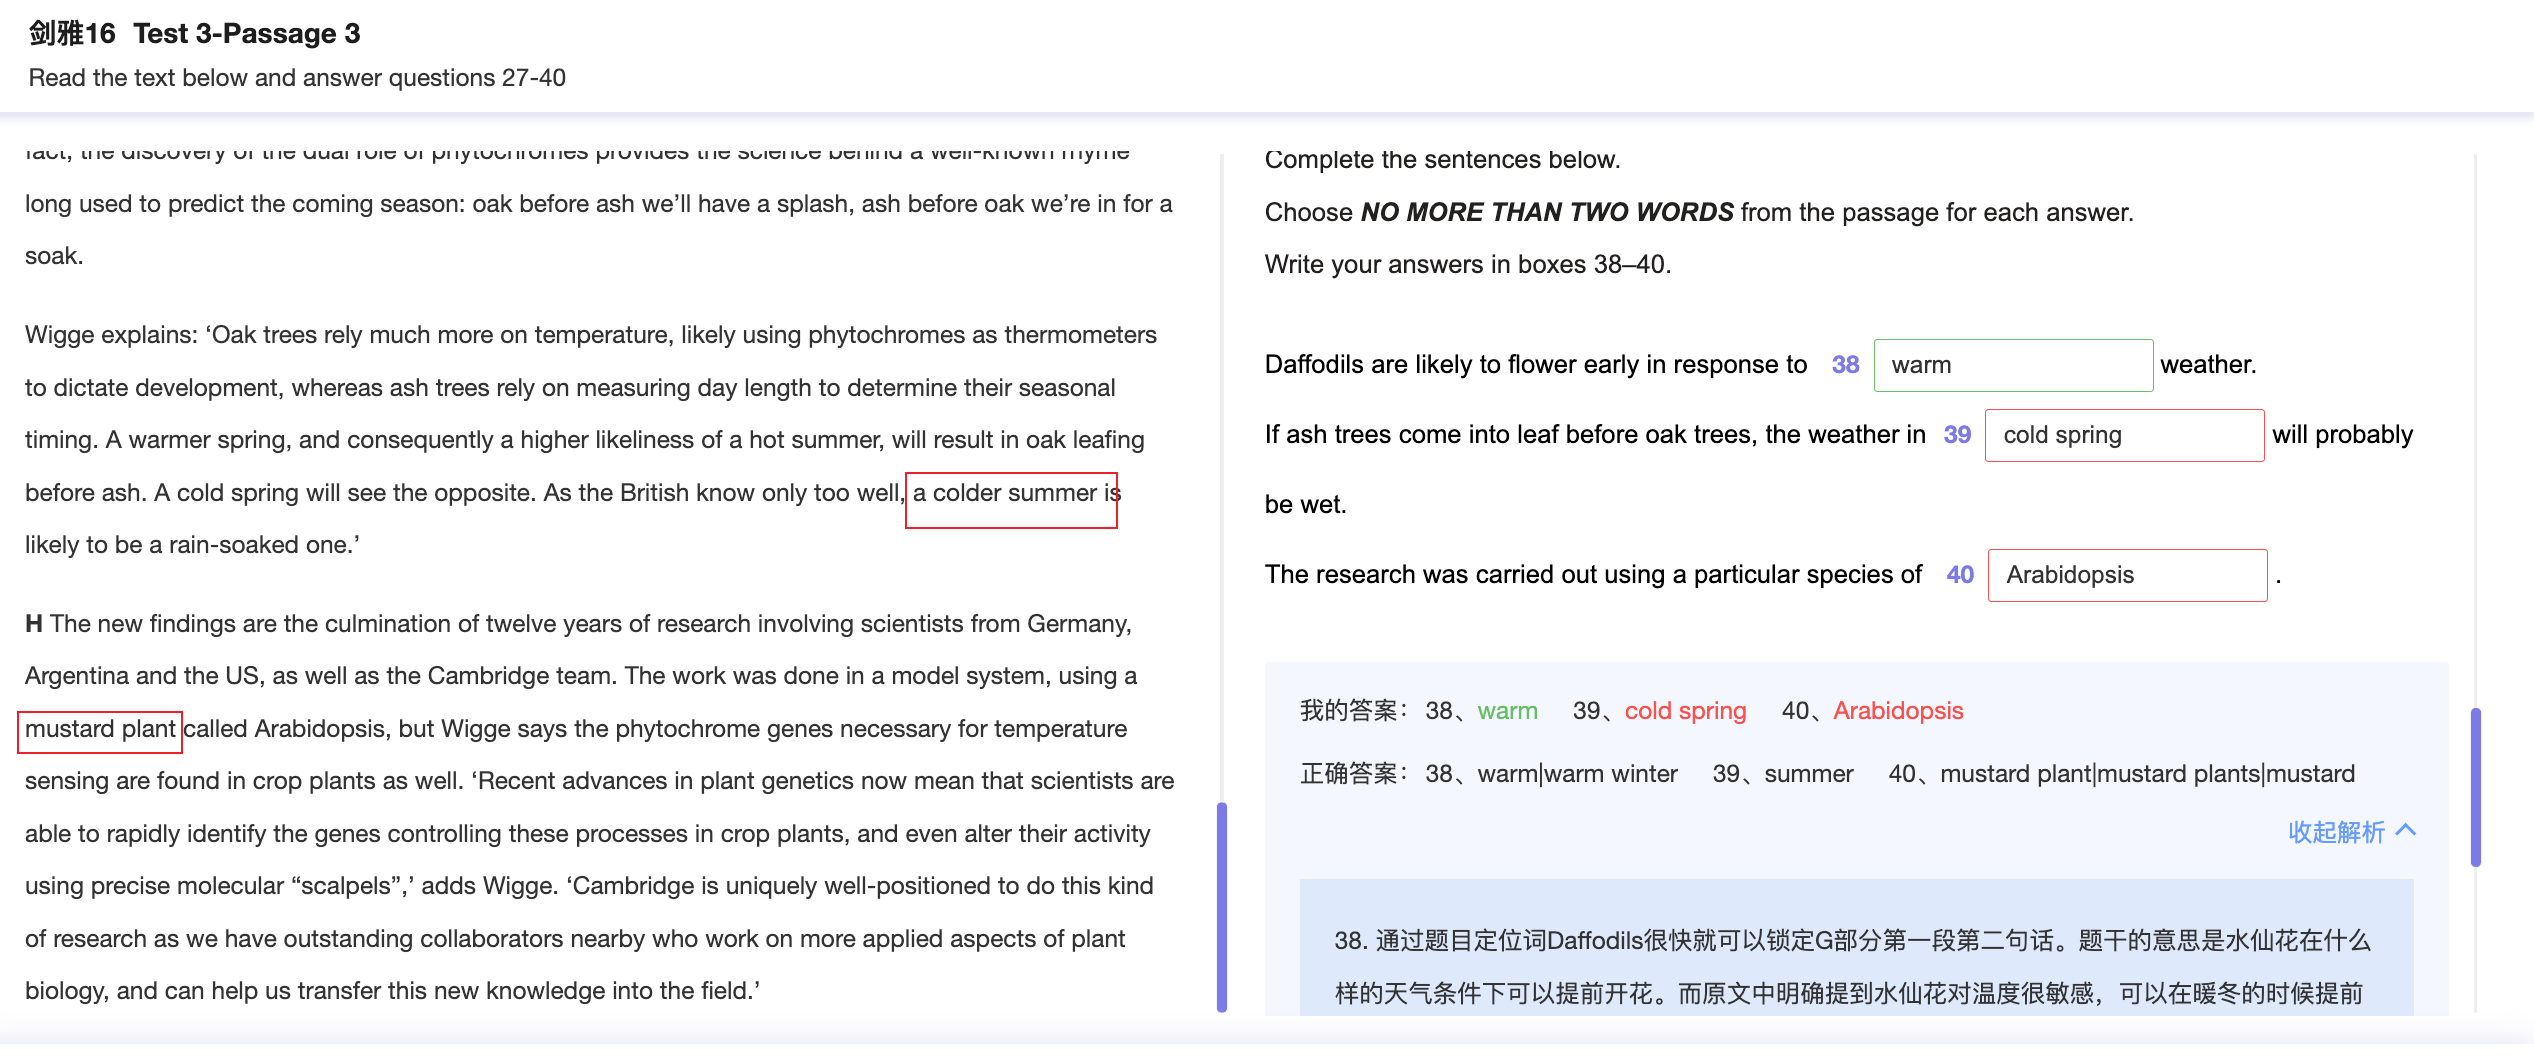 剑雅16 Test 3-Passage 3
Read the text below and answer questions 27-40
fact, the discovery of the dual role of phytochromes provides the science behind a well-known rhyme
long used to predict the coming season: oak before ash we’ll have a splash, ash before oak we’re in for a
soak.
Wigge explains: ‘Oak trees rely much more on temperature, likely using phytochromes as thermometers
to dictate development, whereas ash trees rely on measuring day length to determine their seasonal
timing. A warmer spring, and consequently a higher likeliness of a hot summer, will result in oak leafing
before ash. A cold spring will see the opposite. As the British know only too well, a colder summer is
likely to be a rain-soaked one.’
H The new findings are the culmination of twelve years of research involving scientists from Germany,
Argentina and the US, as well as the Cambridge team. The work was done in a model system, using a
mustard plant called Arabidopsis, but Wigge says the phytochrome genes necessary for temperature
sensing are found in crop plants as well. ‘Recent advances in plant genetics now mean that scientists are
able to rapidly identify the genes controlling these processes in crop plants, and even alter their activity
using precise molecular “scalpels”,’ adds Wigge. ‘Cambridge is uniquely well-positioned to do this kind
of research as we have outstanding collaborators nearby who work on more applied aspects of plant
biology, and can help us transfer this new knowledge into the field.’
Complete the sentences below.
Choose NO MORE THAN TWO WORDS from the passage for each answer.
Write your answers in boxes 38–40.
Daffodils are likely to flower early in response to 38 warm weather.
If ash trees come into leaf before oak trees, the weather in 39 cold spring will probably
be wet.
The research was carried out using a particular species of 40 Arabidopsis .
我的答案： 38、warm 39、cold spring 40、Arabidopsis
正确答案： 38、warm|warm winter 39、summer 40、mustard plant|mustard plants|mustard
收起解析
38. 通过题目定位词Daffodils很快就可以锁定G部分第一段第二句话。题干的意思是水仙花在什么
样的天气条件下可以提前开花。而原文中明确提到水仙花对温度很敏感，可以在暖冬的时候提前